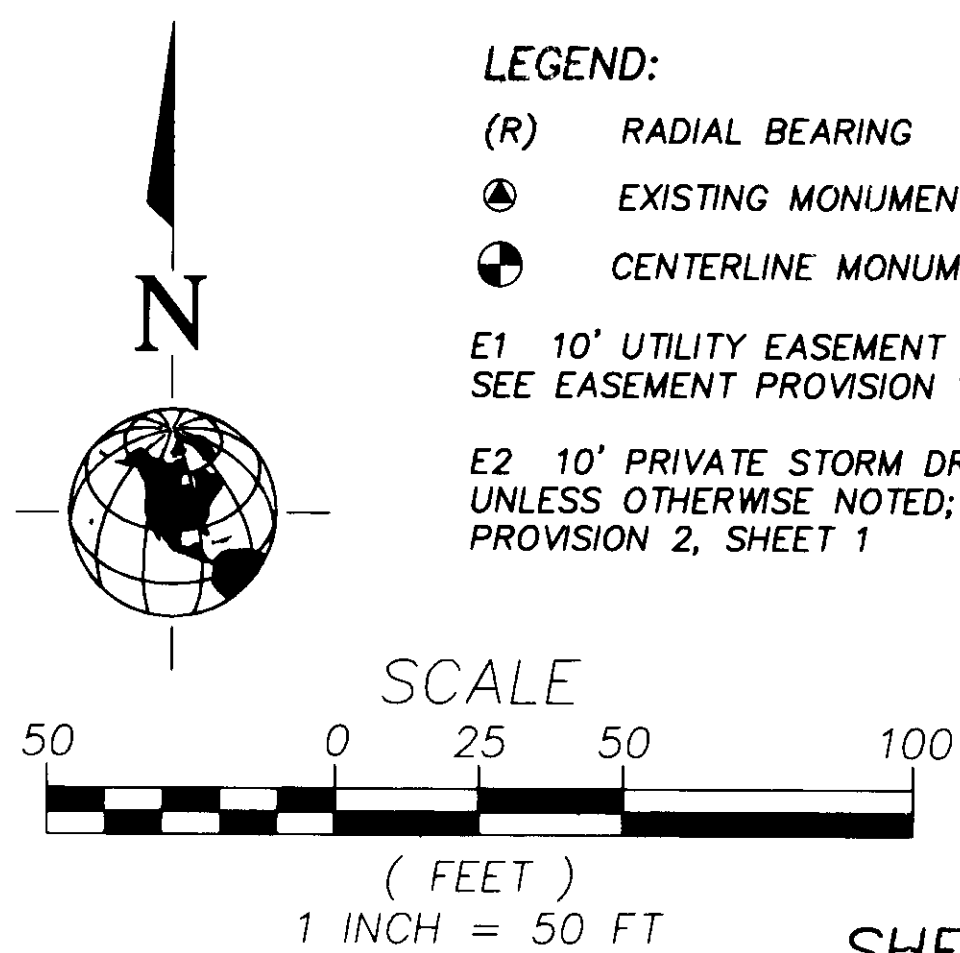 LEGEND:
(R) RADIAL BEARING
EXISTING MONUMEN
CENTERLINE MONUM
E1 10' UTILITY EASEMENT
SEE EASEMENT PROVISION
E2 10' PRIVATE STORM DR
UNLESS OTHERWISE NOTED;
PROVISION 2, SHEET 1
N
SCALE
50 0 25 50 100
( FEET )
1 INCH = 50 FT